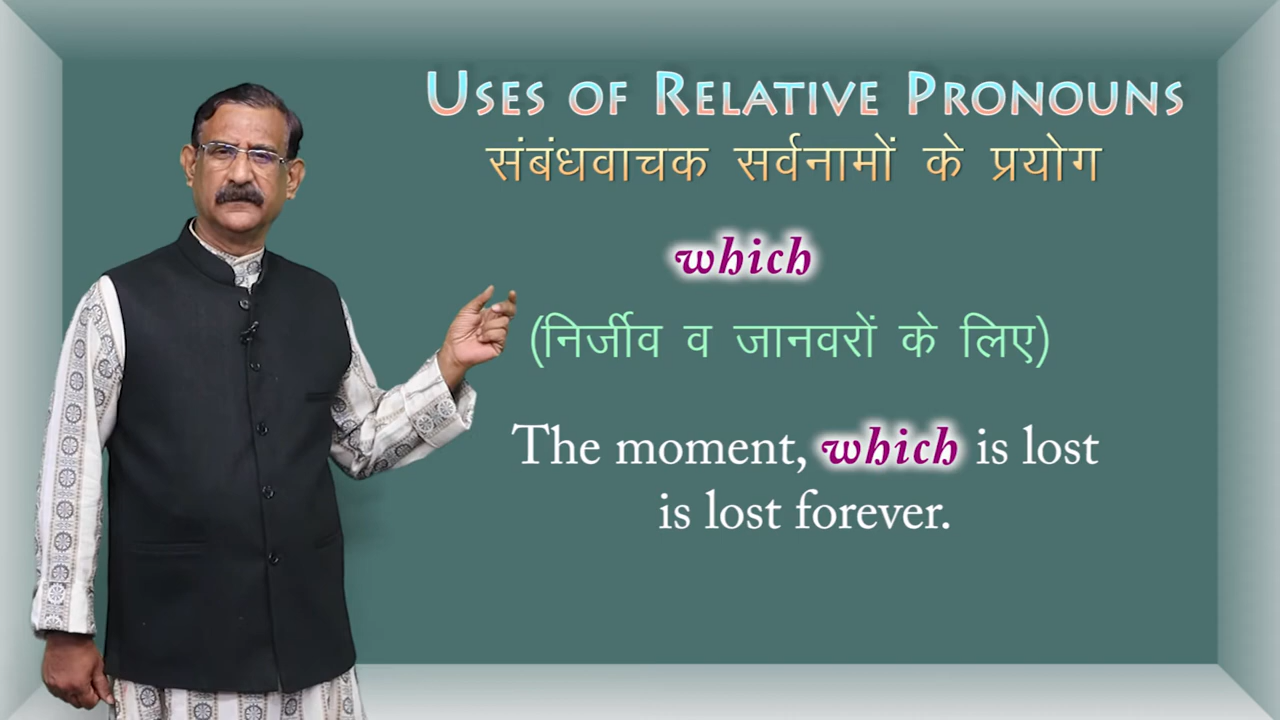 USES OF RELATIVE PRONOUNS
संबंधवाचक सर्वनामों के प्रयोग
which
(निर्जीव व जानवरों के लिए)
The moment, which is lost
is lost forever.